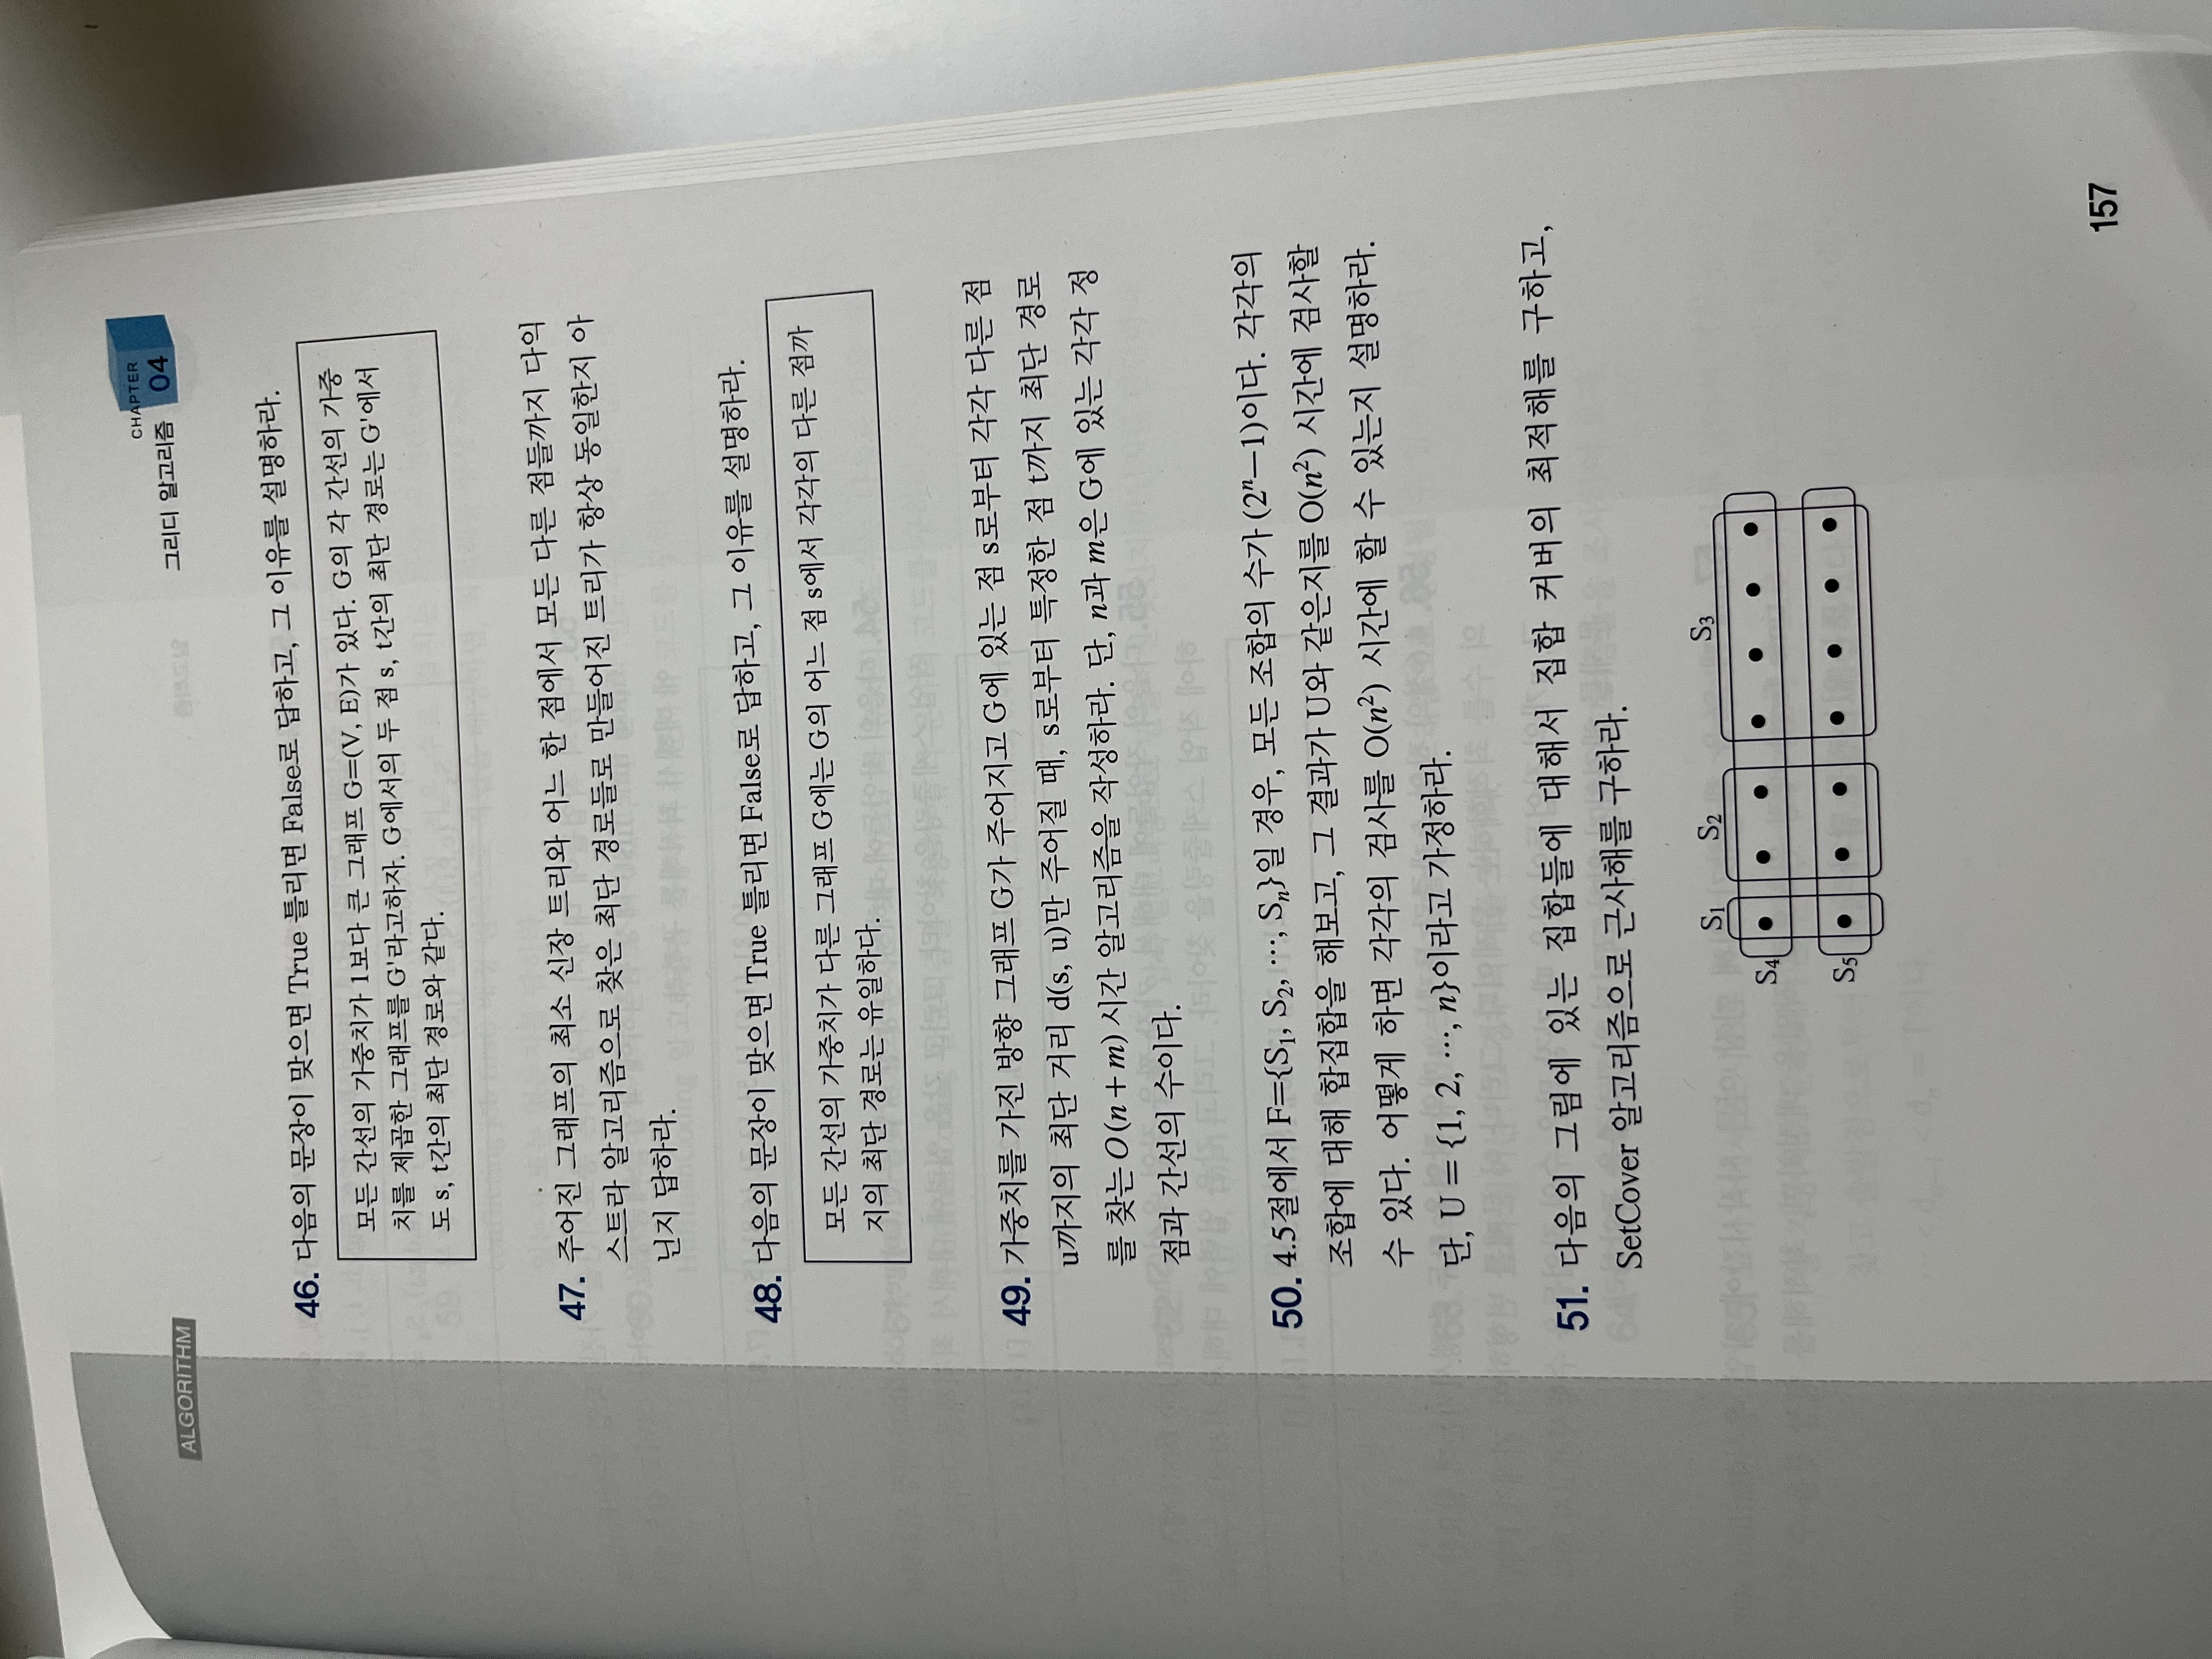 ALGORITHM
CHAPTER
그리디 알고리즘 04
46. 다음의 문장이 맞으면 True 틀리면 False로 답하고, 그 이유를 설명하라.
모든 간선의 가중치가 1보다 큰 그래프 G=(V, E)가 있다. G의 각 간선의 가중
치를 제곱한 그래프를 G'라고하자. G에서의 두 점 s, t간의 최단 경로는 G'에서
도 s, t간의 최단 경로와 같다.
47. 주어진 그래프의 최소 신장 트리와 어느 한 점에서 모든 다른 점들까지 다익
스트라 알고리즘으로 찾은 최단 경로들로 만들어진 트리가 항상 동일한지 아
닌지 답하라.
48. 다음의 문장이 맞으면 True 틀리면 False로 답하고, 그 이유를 설명하라.
모든 간선의 가중치가 다른 그래프 G에는 G의 어느 점 s에서 각각의 다른 점까
지의 최단 경로는 유일하다.
49. 가중치를 가진 방향 그래프 G가 주어지고 G에 있는 점 s로부터 각각 다른 점
u까지의 최단 거리 d(s, u)만 주어질 때, s로부터 특정한 점 t까지 최단 경로
를 찾는 O(n+m) 시간 알고리즘을 작성하라. 단, n과 m은 G에 있는 각각 정
점과 간선의 수이다.
50. 4.5절에서 F={S₁, S₂, ⋯, Sₙ}일 경우, 모든 조합의 수가 (2ⁿ—1)이다. 각각의
조합에 대해 합집합을 해보고, 그 결과가 U와 같은지를 O(n²) 시간에 검사할
수 있다. 어떻게 하면 각각의 검사를 O(n²) 시간에 할 수 있는지 설명하라.
단, U = {1, 2, ⋯, n}이라고 가정하라.
51. 다음의 그림에 있는 집합들에 대해서 집합 커버의 최적해를 구하고,
SetCover 알고리즘으로 근사해를 구하라.
S₁ S₂ S₃
S₄
S₅
157